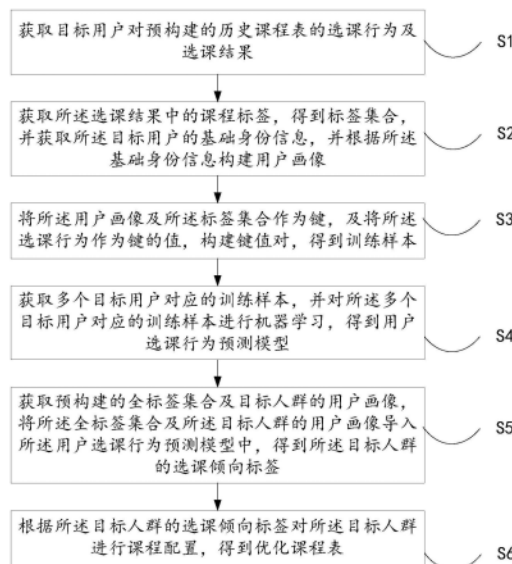 获取目标用户对预构建的历史课程表的选课行为及
选课结果
S1
获取所述选课结果中的课程标签，得到标签集合，
并获取所述目标用户的基础身份信息，并根据所述
基础身份信息构建用户画像
S2
将所述用户画像及所述标签集合作为键，及将所述
选课行为作为键的值，构建键值对，得到训练样本
S3
获取多个目标用户对应的训练样本，并对所述多个
目标用户对应的训练样本进行机器学习，得到用户
选课行为预测模型
S4
获取预构建的全标签集合及目标人群的用户画像，
将所述全标签集合及所述目标人群的用户画像导入
所述用户选课行为预测模型中，得到所述目标人群
的选课倾向标签
S5
根据所述目标人群的选课倾向标签对所述目标人群
进行课程配置，得到优化课程表
S6